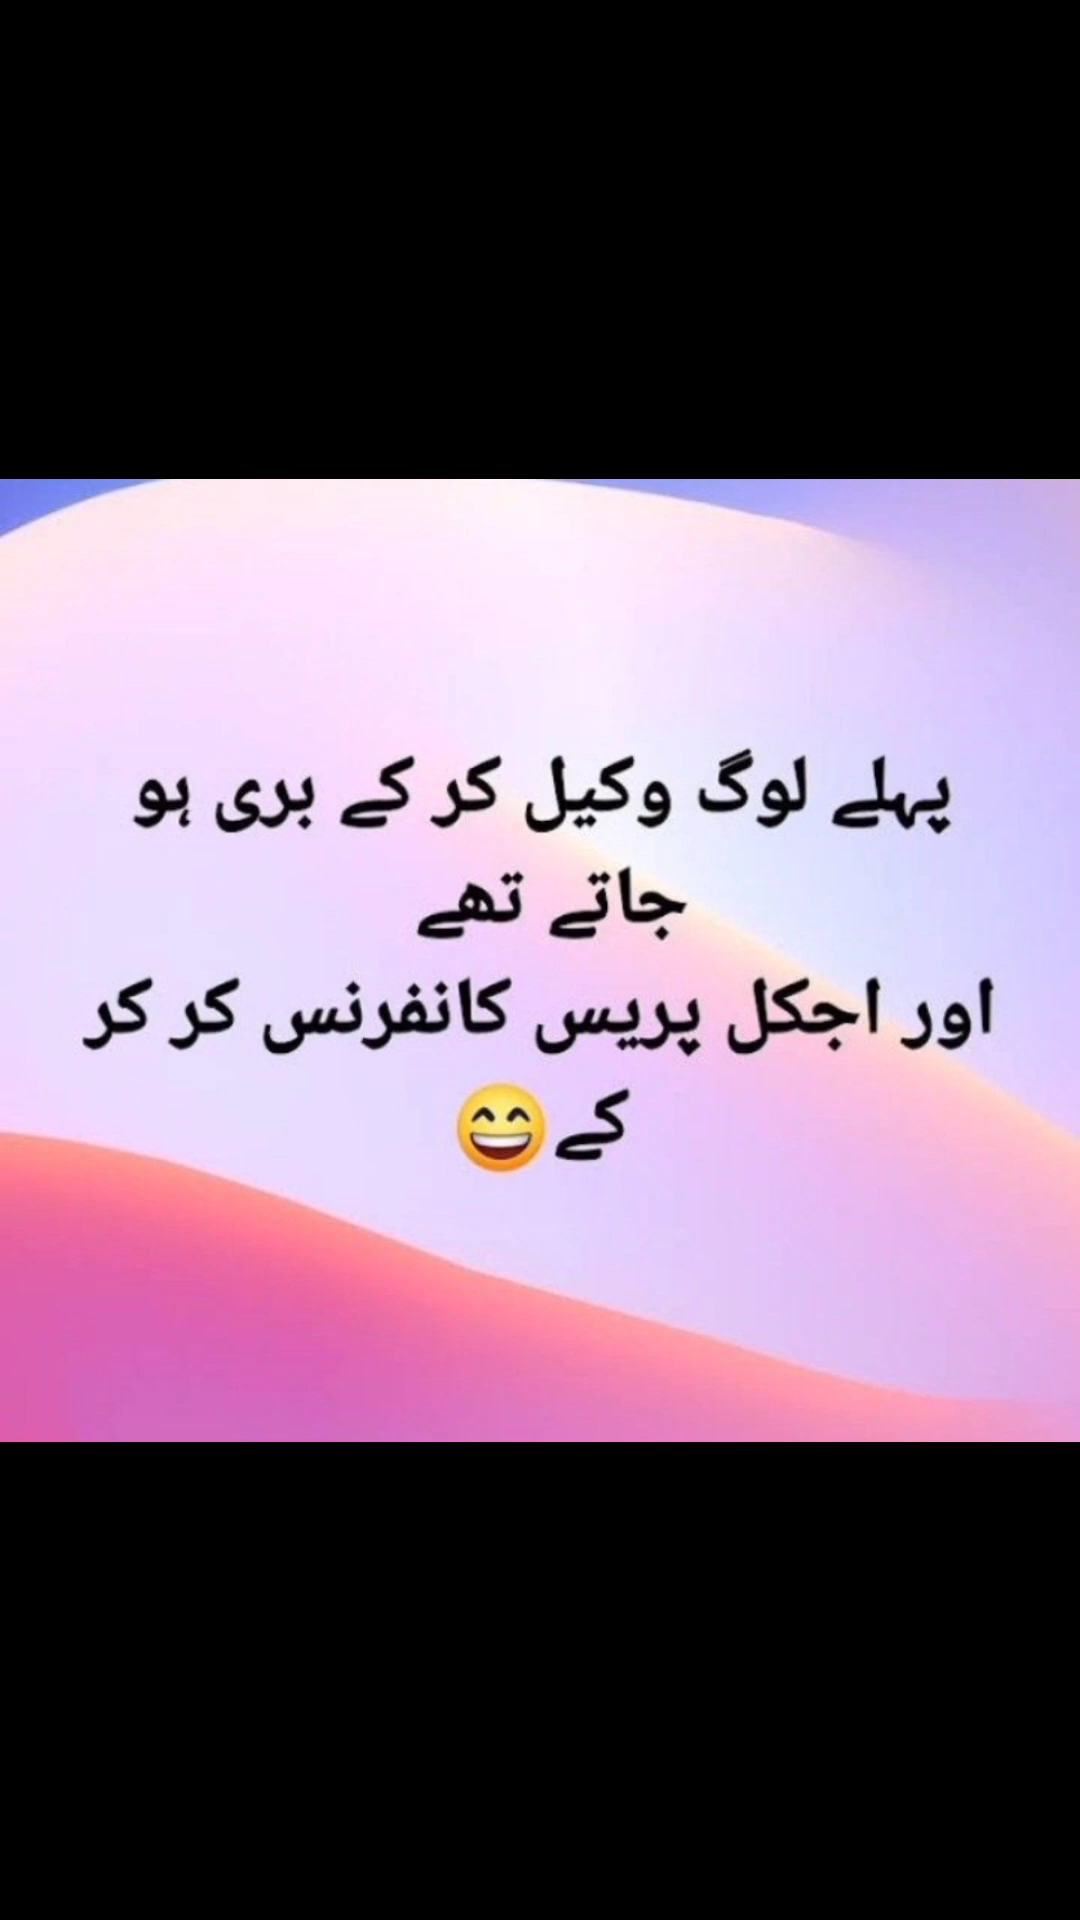 پہلے لوگ وکیل کر کے بری ہو
جاتے تھے
اور اجکل پریس کانفرنس کر کر
کے😄